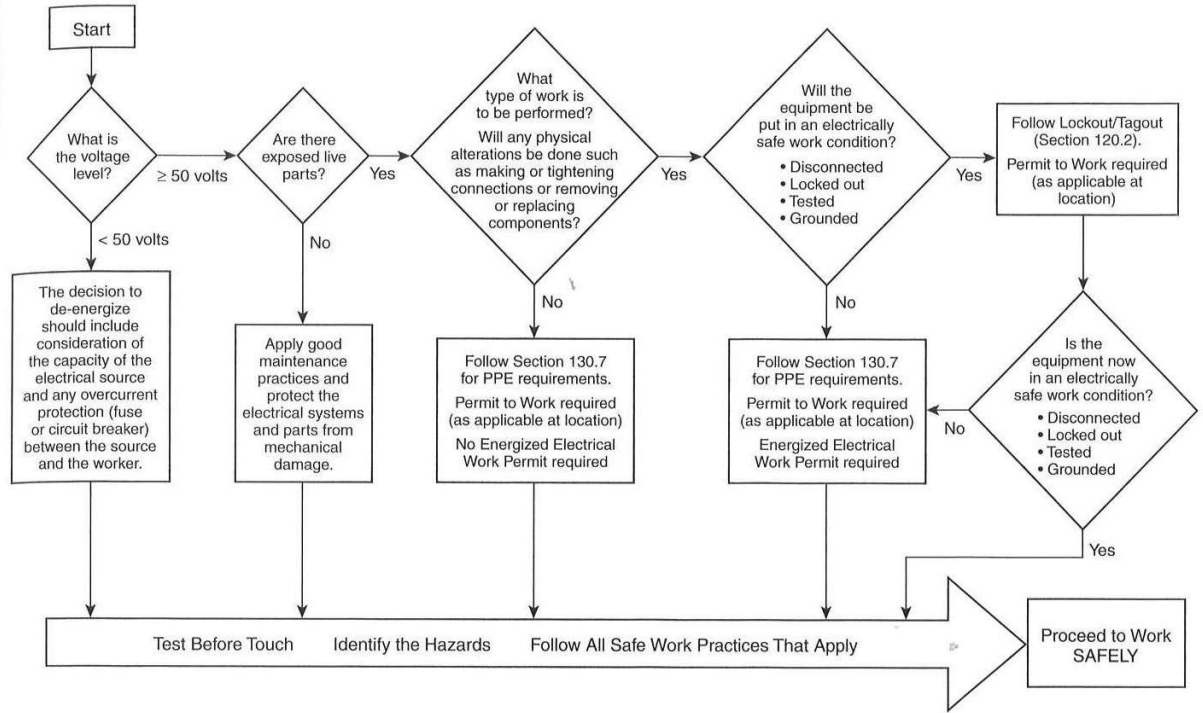 Start
What is
the voltage
level?
≥ 50 volts
< 50 volts
The decision to
de-energize
should include
consideration of
the capacity of the
electrical source
and any overcurrent
protection (fuse
or circuit breaker)
between the source
and the worker.
Are there
exposed live
parts?
Yes
No
Apply good
maintenance
practices and
protect the
electrical systems
and parts from
mechanical
damage.
What
type of work is
to be performed?
Will any physical
alterations be done such
as making or tightening
connections or removing
or replacing
components?
Yes
No
Follow Section 130.7
for PPE requirements.
Permit to Work required
(as applicable at location)
No Energized Electrical
Work Permit required
Will the
equipment be
put in an electrically
safe work condition?
• Disconnected
• Locked out
• Tested
• Grounded
Yes
No
Follow Section 130.7
for PPE requirements.
Permit to Work required
(as applicable at location)
Energized Electrical
Work Permit required
Follow Lockout/Tagout
(Section 120.2).
Permit to Work required
(as applicable at
location)
Is the
equipment now
in an electrically
safe work condition?
• Disconnected
• Locked out
• Tested
• Grounded
No
Yes
Test Before Touch Identify the Hazards Follow All Safe Work Practices That Apply
Proceed to Work
SAFELY